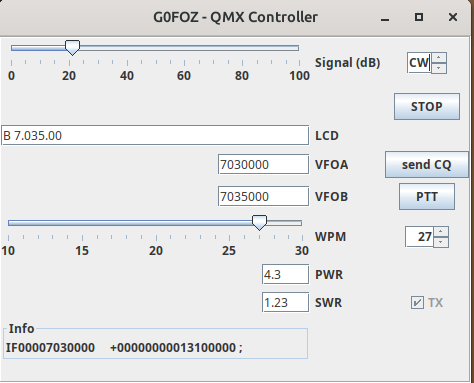 G0FOZ - QMX Controller
0 20 40 60 80 100 Signal (dB) CW
STOP
B 7.035.00 LCD
7030000 VFOA send CQ
7035000 VFOB PTT
10 15 20 25 30 WPM 27
4.3 PWR
1.23 SWR TX
Info
IF00007030000     +00000000013100000 ;